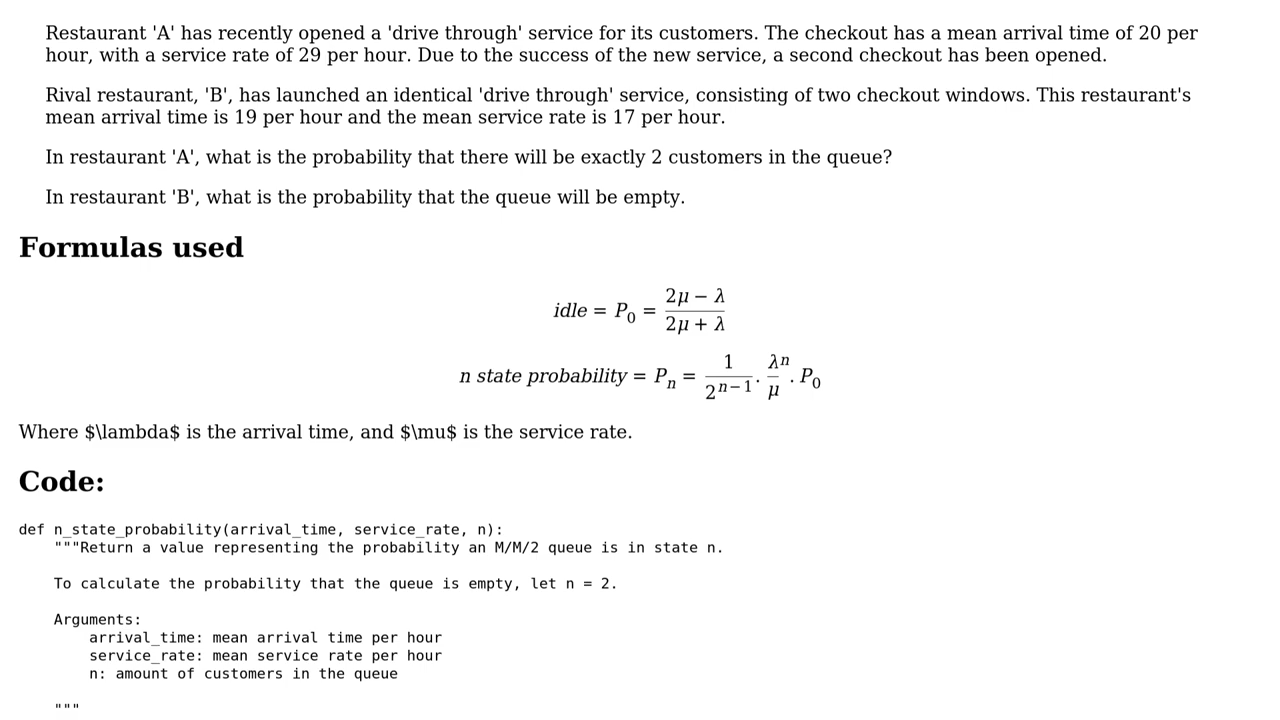 Restaurant 'A' has recently opened a 'drive through' service for its customers. The checkout has a mean arrival time of 20 per
hour, with a service rate of 29 per hour. Due to the success of the new service, a second checkout has been opened.
Rival restaurant, 'B', has launched an identical 'drive through' service, consisting of two checkout windows. This restaurant's
mean arrival time is 19 per hour and the mean service rate is 17 per hour.
In restaurant 'A', what is the probability that there will be exactly 2 customers in the queue?
In restaurant 'B', what is the probability that the queue will be empty.
Formulas used
idle = P₀ = (2μ − λ) / (2μ + λ)
n state probability = Pₙ = 1/2ⁿ⁻¹ . λⁿ/μ . P₀
Where $\lambda$ is the arrival time, and $\mu$ is the service rate.
Code:
def n_state_probability(arrival_time, service_rate, n):
    """Return a value representing the probability an M/M/2 queue is in state n.
    To calculate the probability that the queue is empty, let n = 2.
    Arguments:
        arrival_time: mean arrival time per hour
        service_rate: mean service rate per hour
        n: amount of customers in the queue
    """